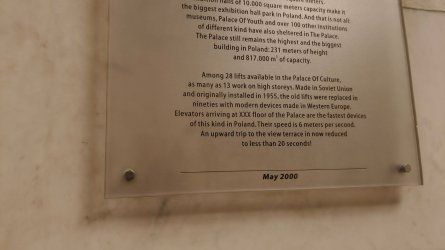 halls of 10.000 square meters capacity make it
the biggest exhibition hall park in Poland. And that is not all:
museums, Palace Of Youth and over 100 other institutions
of different kind have also sheltered in The Palace.
The Palace still remains the highest and the biggest
building in Poland: 231 meters of height
and 817.000 m³ of capacity.
Among 28 lifts available in the Palace Of Culture,
as many as 13 work on high storeys. Made in Soviet Union
and originally installed in 1955, the old lifts were replaced in
nineties with modern devices made in Western Europe.
Elevators arriving at XXX floor of the Palace are the fastest devices
of this kind in Poland. Their speed is 6 meters per second.
An upward trip to the view terrace in now reduced
to less than 20 seconds!
May 2000